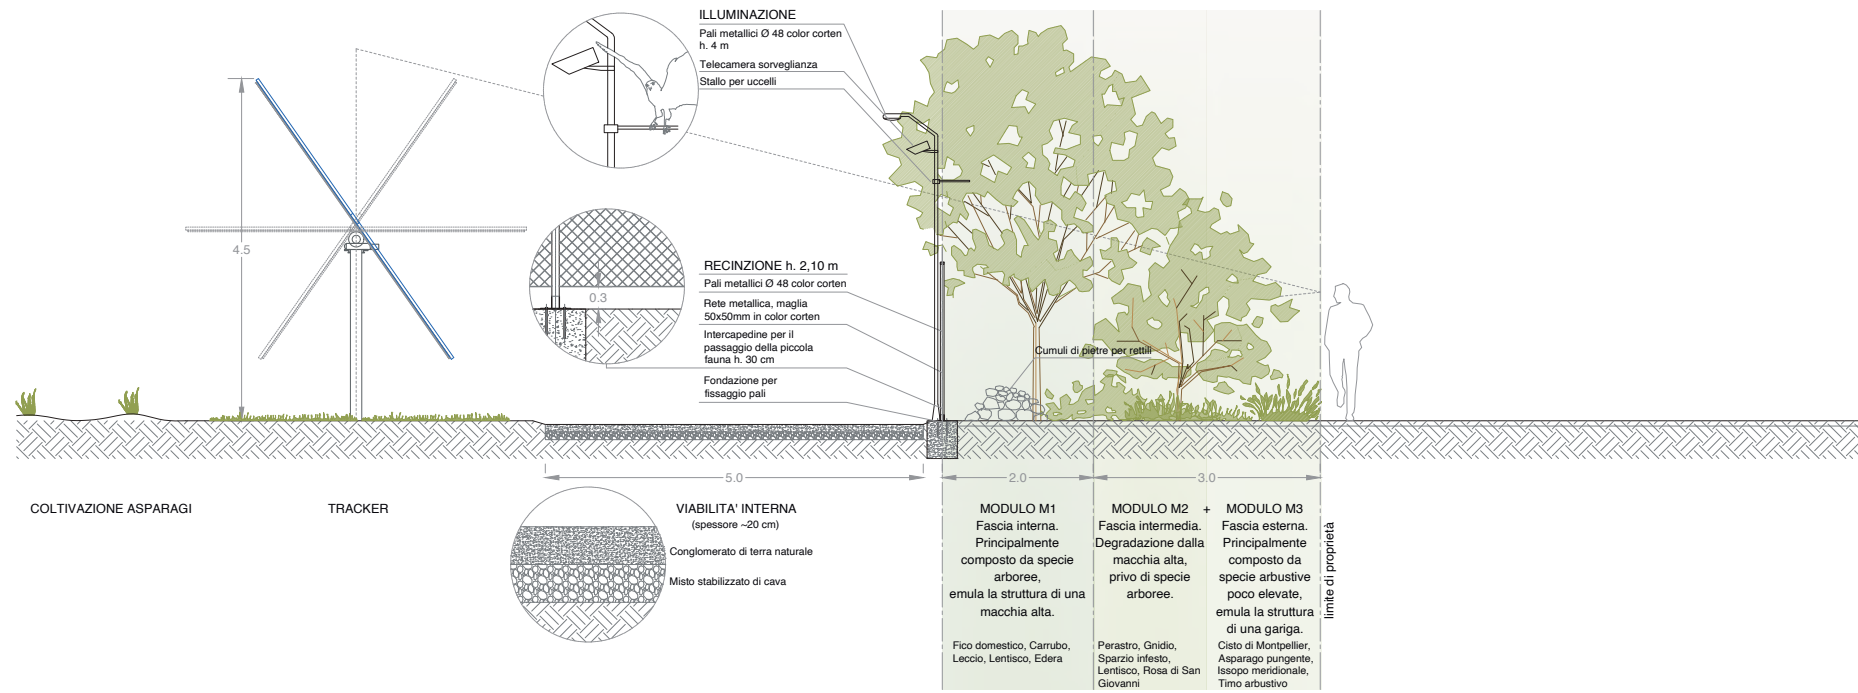 ILLUMINAZIONE
Pali metallici Ø 48 color corten
h. 4 m
Telecamera sorveglianza
Stallo per uccelli
4.5
0.3
RECINZIONE h. 2,10 m
Pali metallici Ø 48 color corten
Rete metallica, maglia
50x50mm in color corten
Intercapedine per il
passaggio della piccola
fauna h. 30 cm
Fondazione per
fissaggio pali
Cumuli di pietre per rettili
5.0
2.0
3.0
COLTIVAZIONE ASPARAGI
TRACKER
VIABILITA' INTERNA
(spessore ~20 cm)
Conglomerato di terra naturale
Misto stabilizzato di cava
MODULO M1
Fascia interna.
Principalmente
composto da specie
arboree,
emula la struttura di una
macchia alta.
Fico domestico, Carrubo,
Leccio, Lentisco, Edera
MODULO M2 +
Fascia intermedia.
Degradazione dalla
macchia alta,
privo di specie
arboree.
Perastro, Gnidio,
Sparzio infesto,
Lentisco, Rosa di San
Giovanni
MODULO M3
Fascia esterna.
Principalmente
composto da
specie arbustive
poco elevate,
emula la struttura
di una gariga.
Cisto di Montpellier,
Asparago pungente,
Issopo meridionale,
Timo arbustivo
limite di proprietà